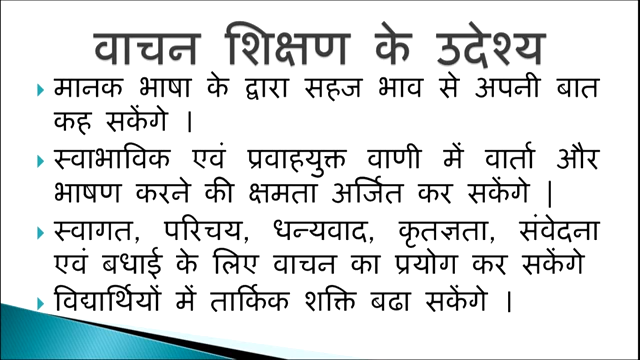 वाचन शिक्षण के उदेश्य
मानक भाषा के द्वारा सहज भाव से अपनी बात
कह सकेंगे ।
स्वाभाविक एवं प्रवाहयुक्त वाणी में वार्ता और
भाषण करने की क्षमता अर्जित कर सकेंगे |
स्वागत, परिचय, धन्यवाद, कृतज्ञता, संवेदना
एवं बधाई के लिए वाचन का प्रयोग कर सकेंगे
विद्यार्थियों में तार्किक शक्ति बढा सकेंगे ।